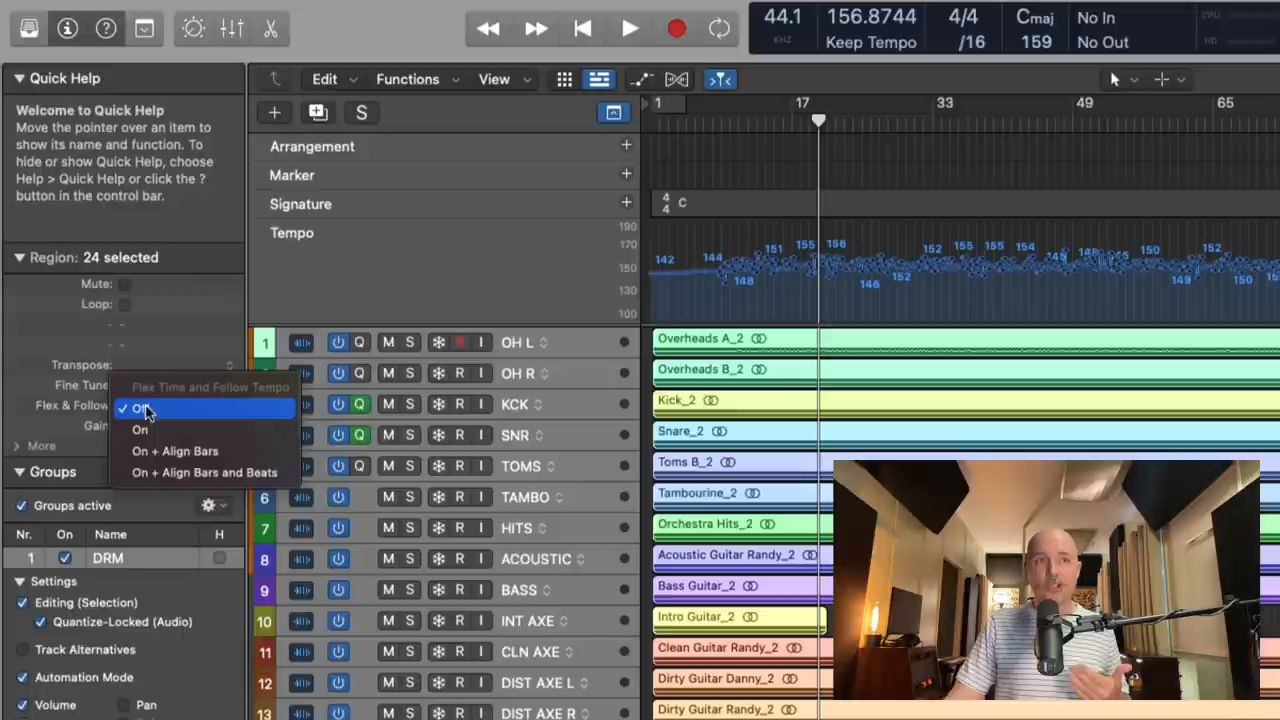 44.1
KHZ
156.8744
Keep Tempo
4/4
/16
Cmaj
159
No In
No Out
CPU
HD
Quick Help
Edit
Functions
View
Welcome to Quick Help
Move the pointer over an item to
show its name and function. To
hide or show Quick Help, choose
Help > Quick Help or click the ?
button in the control bar.
S
1
17
33
49
65
Arrangement
Marker
Signature
4
4
C
Tempo
190
170
150
130
100
142
144
148
151
155
156
146
152
152
155
155
154
150
149
152
150
Region: 24 selected
Mute:
Loop:
- -
- -
Transpose:
Fine Tune
Flex & Follow
Gain
More
Flex Time and Follow Tempo
On
On + Align Bars
On + Align Bars and Beats
Groups
Groups active
Nr.
On
Name
H
1
DRM
Settings
Editing (Selection)
Quantize-Locked (Audio)
Track Alternatives
Automation Mode
Volume
Pan
1
Q
M S
R I
OH L
Overheads A_2
Q
M S
R I
OH R
Overheads B_2
Q
M S
R I
KCK
Kick_2
Q
M S
R I
SNR
Snare_2
Q
M S
R I
TOMS
Toms B_2
6
M S
R I
TAMBO
Tambourine_2
7
M S
R I
HITS
Orchestra Hits_2
8
M S
R I
ACOUSTIC
Acoustic Guitar Randy_2
9
M S
R I
BASS
Bass Guitar_2
10
M S
R I
INT AXE
Intro Guitar_2
11
M S
R I
CLN AXE
Clean Guitar Randy_2
12
M S
R I
DIST AXE L
Dirty Guitar Danny_2
13
M S
R I
DIST AXE R
Dirty Guitar Randy_2